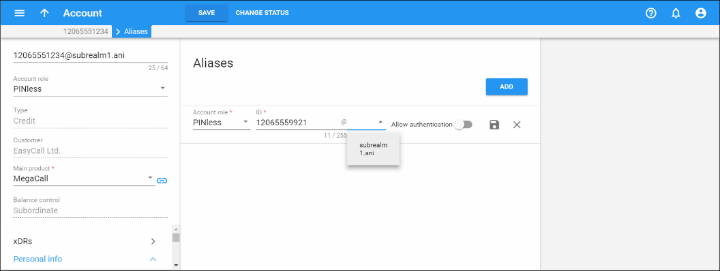 Account
SAVE
CHANGE STATUS
12065551234
Aliases
12065551234@subrealm1.ani
25 / 64
Account role
PINless
Type
Credit
Customer
EasyCall Ltd.
Main product *
MegaCall
Balance control
Subordinate
xDRs
Personal info
Aliases
ADD
Account role *
PINless
ID *
12065559921
@
11 / 255
Allow authentication
subrealm
1.ani